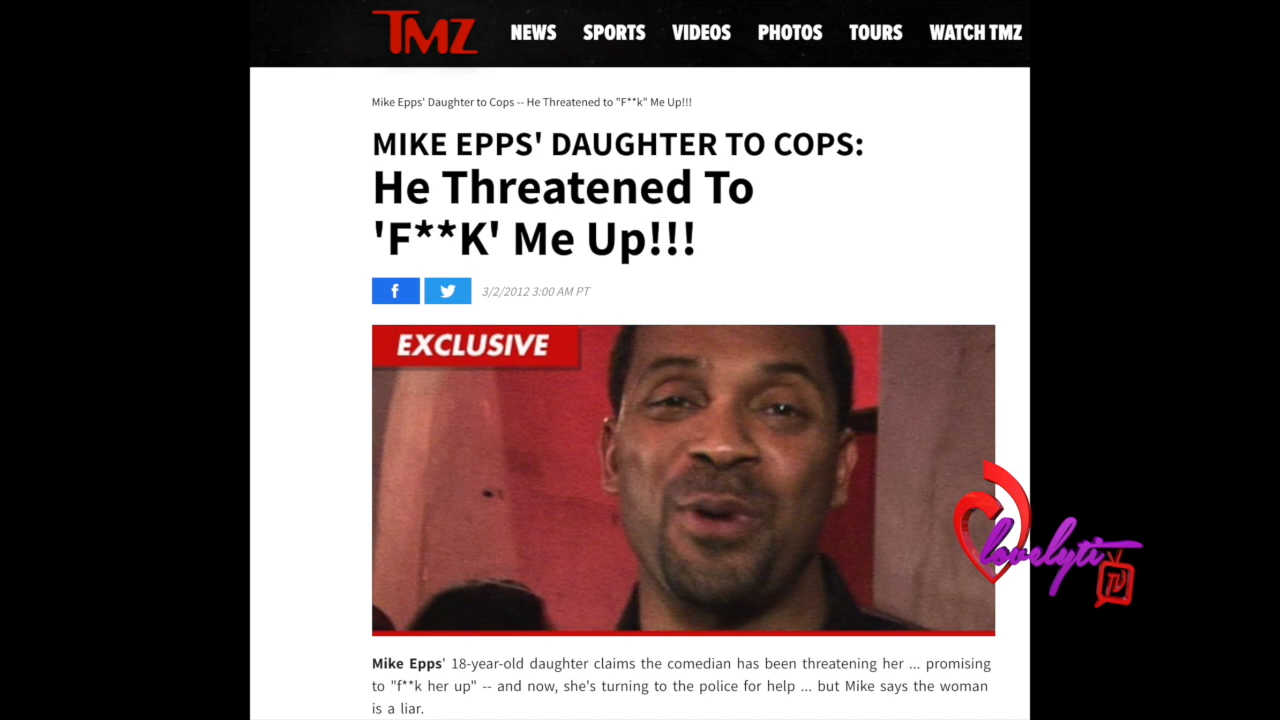 TMZ NEWS SPORTS VIDEOS PHOTOS TOURS WATCH TMZ
Mike Epps' Daughter to Cops -- He Threatened to "F**k" Me Up!!!
MIKE EPPS' DAUGHTER TO COPS:
He Threatened To
'F**K' Me Up!!!
f 3/2/2012 3:00 AM PT
EXCLUSIVE
lovelyti
TV
Mike Epps' 18-year-old daughter claims the comedian has been threatening her ... promising
to "f**k her up" -- and now, she's turning to the police for help ... but Mike says the woman
is a liar.